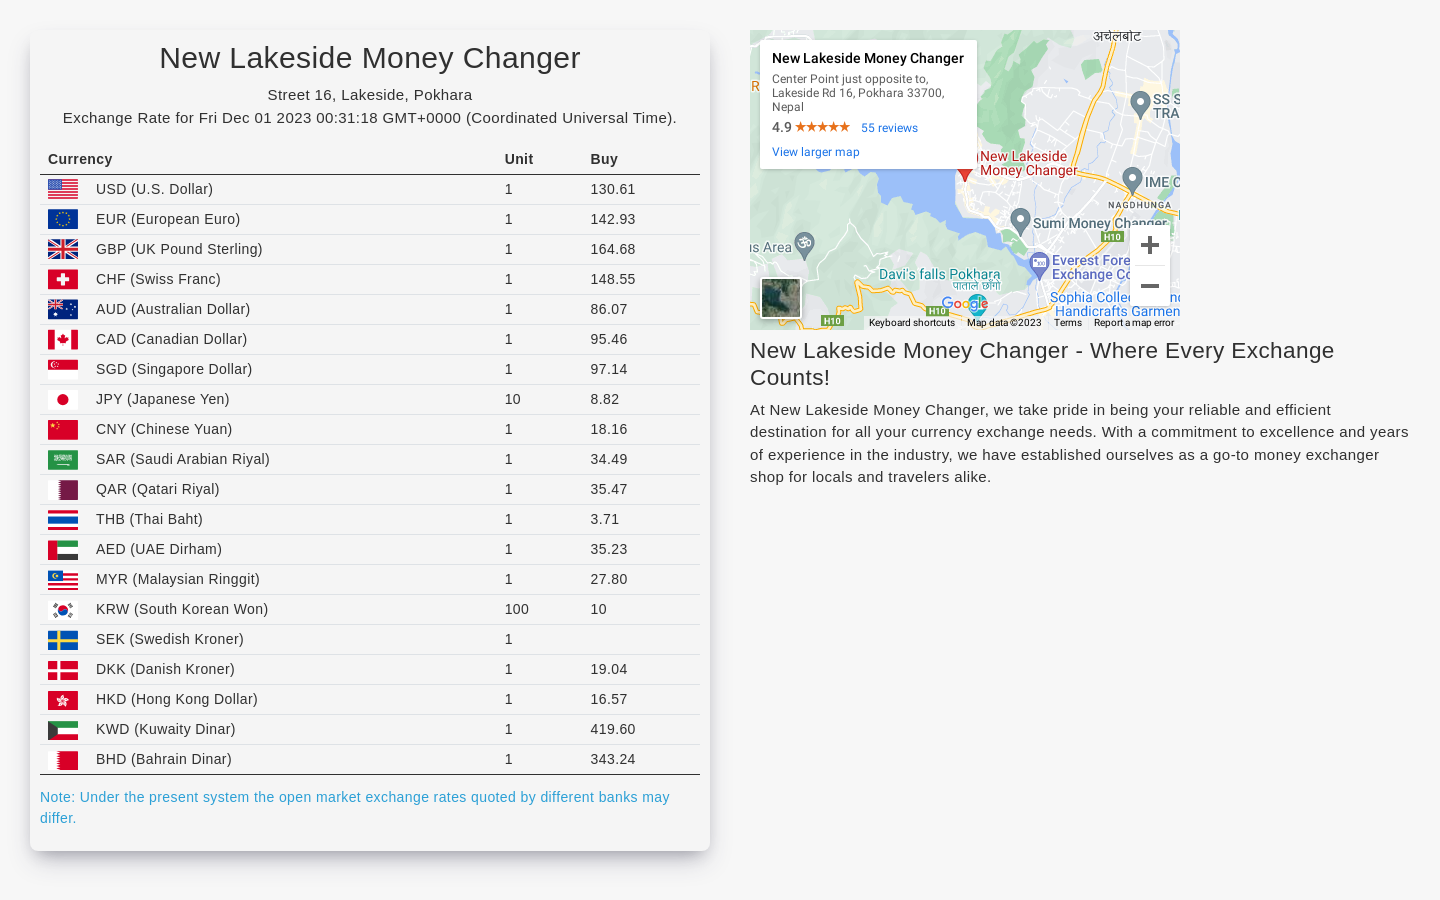 New Lakeside Money Changer
Street 16, Lakeside, Pokhara
Exchange Rate for Fri Dec 01 2023 00:31:18 GMT+0000 (Coordinated Universal Time).
Currency Unit Buy
USD (U.S. Dollar) 1 130.61
EUR (European Euro) 1 142.93
GBP (UK Pound Sterling) 1 164.68
CHF (Swiss Franc) 1 148.55
AUD (Australian Dollar) 1 86.07
CAD (Canadian Dollar) 1 95.46
SGD (Singapore Dollar) 1 97.14
JPY (Japanese Yen) 10 8.82
CNY (Chinese Yuan) 1 18.16
SAR (Saudi Arabian Riyal) 1 34.49
QAR (Qatari Riyal) 1 35.47
THB (Thai Baht) 1 3.71
AED (UAE Dirham) 1 35.23
MYR (Malaysian Ringgit) 1 27.80
KRW (South Korean Won) 100 10
SEK (Swedish Kroner) 1
DKK (Danish Kroner) 1 19.04
HKD (Hong Kong Dollar) 1 16.57
KWD (Kuwaity Dinar) 1 419.60
BHD (Bahrain Dinar) 1 343.24
Note: Under the present system the open market exchange rates quoted by different banks may
differ.
अर्चलबोट
New Lakeside Money Changer
Center Point just opposite to,
Lakeside Rd 16, Pokhara 33700,
Nepal
4.9 55 reviews
View larger map
SS S
TRA
New Lakeside
Money Changer
IME C
NAGDHUNGA
Sumi Money Changer
H10
s Area
Everest Fore
Exchange Co
Davi's falls Pokhara
पाताले छाँगो
Google
Sophia Collec
Handicrafts Garmen
H10
H10
Keyboard shortcuts Map data ©2023 Terms Report a map error
New Lakeside Money Changer - Where Every Exchange
Counts!
At New Lakeside Money Changer, we take pride in being your reliable and efficient
destination for all your currency exchange needs. With a commitment to excellence and years
of experience in the industry, we have established ourselves as a go-to money exchanger
shop for locals and travelers alike.